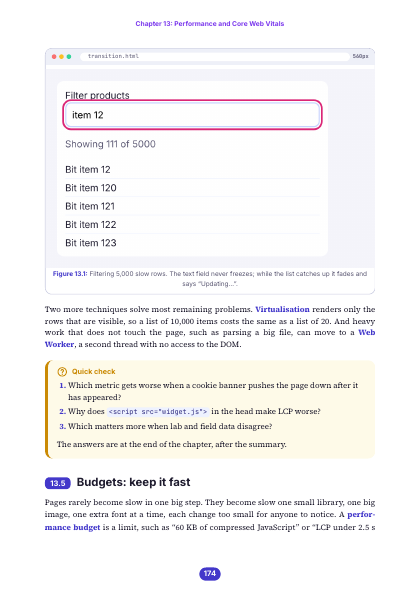 Chapter 13: Performance and Core Web Vitals
transition.html
560px
Filter products
item 12
Showing 111 of 5000
Bit item 12
Bit item 120
Bit item 121
Bit item 122
Bit item 123
Figure 13.1: Filtering 5,000 slow rows. The text field never freezes; while the list catches up it fades and
says “Updating…”.
Two more techniques solve most remaining problems. Virtualisation renders only the
rows that are visible, so a list of 10,000 items costs the same as a list of 20. And heavy
work that does not touch the page, such as parsing a big file, can move to a Web
Worker, a second thread with no access to the DOM.
Quick check
1. Which metric gets worse when a cookie banner pushes the page down after it
has appeared?
2. Why does <script src="widget.js"> in the head make LCP worse?
3. Which matters more when lab and field data disagree?
The answers are at the end of the chapter, after the summary.
13.5 Budgets: keep it fast
Pages rarely become slow in one big step. They become slow one small library, one big
image, one extra font at a time, each change too small for anyone to notice. A perfor-
mance budget is a limit, such as “60 KB of compressed JavaScript” or “LCP under 2.5 s
174